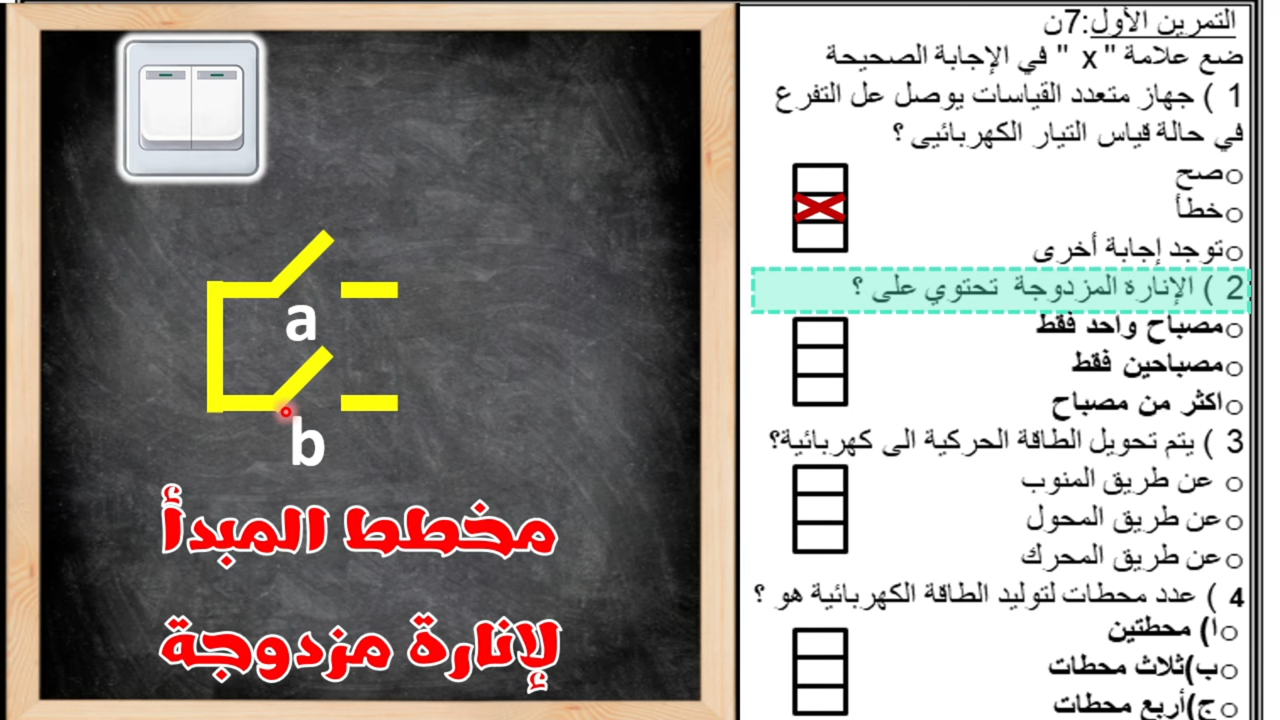 التمرين الأول:7ن
ضع علامة " x " في الإجابة الصحيحة
1 ) جهاز متعدد القياسات يوصل عل التفرع
في حالة قياس التيار الكهربائيى ؟
صح
خطأ
توجد إجابة أخرى
2 ) الإنارة المزدوجة تحتوي على ؟
مصباح واحد فقط
مصباحين فقط
اكثر من مصباح
3 ) يتم تحويل الطاقة الحركية الى كهربائية؟
عن طريق المنوب
عن طريق المحول
عن طريق المحرك
4 ) عدد محطات لتوليد الطاقة الكهربائية هو ؟
ا) محطتين
ب)ثلاث محطات
ج)أربع محطات
a
b
مخطط المبدأ
لإنارة مزدوجة